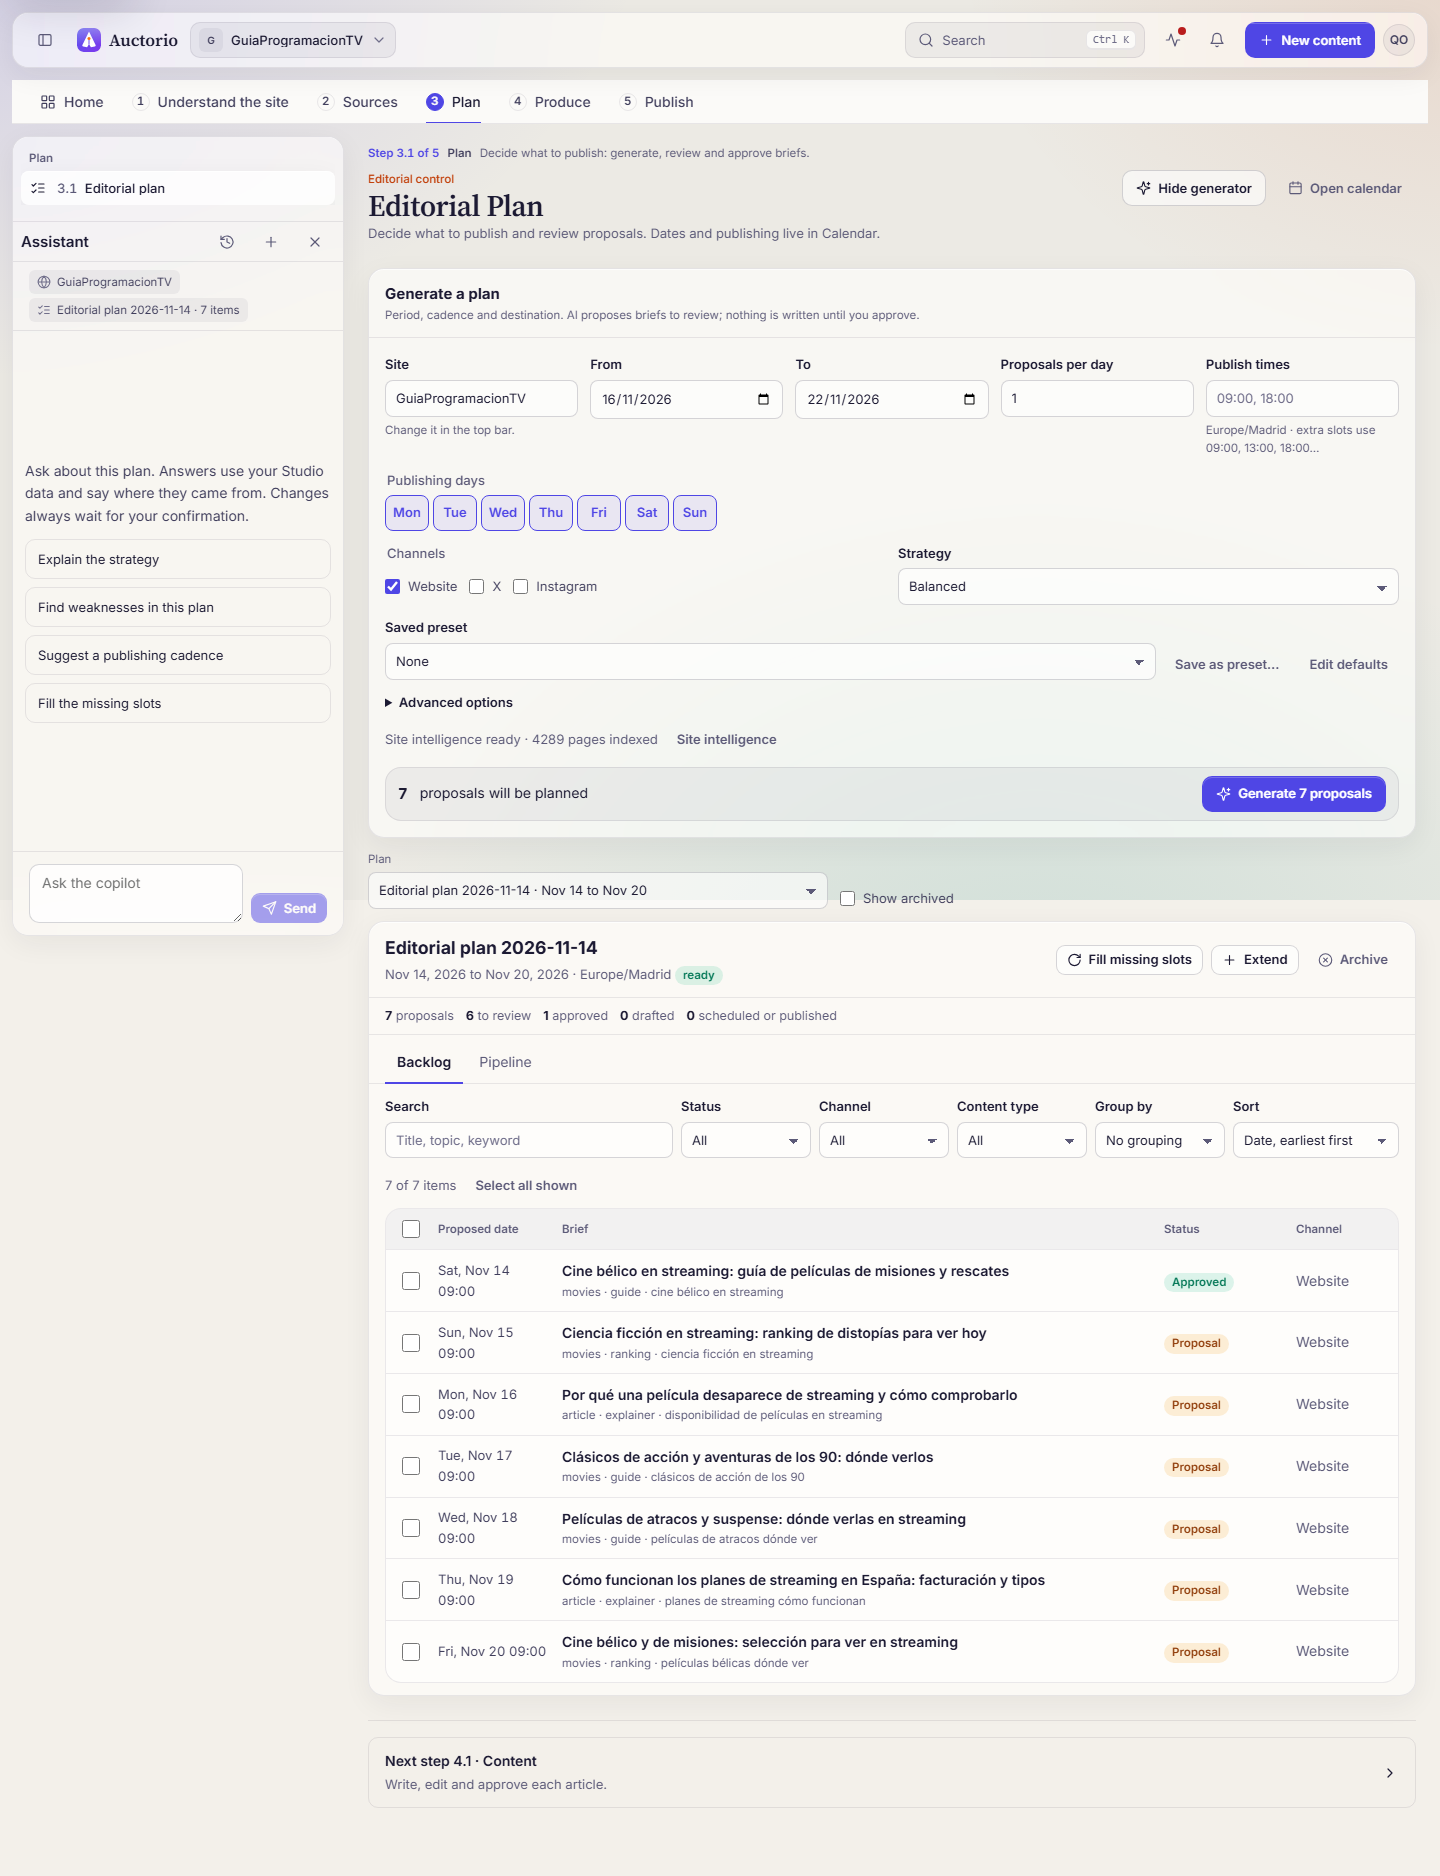 Auctorio
G GuiaProgramacionTV
Search Ctrl K
New content
QO
Home
1 Understand the site
2 Sources
3 Plan
4 Produce
5 Publish
Plan
3.1 Editorial plan
Assistant
GuiaProgramacionTV
Editorial plan 2026-11-14 · 7 items
Ask about this plan. Answers use your Studio
data and say where they came from. Changes
always wait for your confirmation.
Explain the strategy
Find weaknesses in this plan
Suggest a publishing cadence
Fill the missing slots
Ask the copilot
Send
Step 3.1 of 5 Plan Decide what to publish: generate, review and approve briefs.
Editorial control
Editorial Plan
Decide what to publish and review proposals. Dates and publishing live in Calendar.
Hide generator
Open calendar
Generate a plan
Period, cadence and destination. AI proposes briefs to review; nothing is written until you approve.
Site From To Proposals per day Publish times
GuiaProgramacionTV 16/11/2026 22/11/2026 1 09:00, 18:00
Change it in the top bar.
Europe/Madrid · extra slots use
09:00, 13:00, 18:00…
Publishing days
Mon Tue Wed Thu Fri Sat Sun
Channels
Website X Instagram
Strategy
Balanced
Saved preset
None
Save as preset… Edit defaults
Advanced options
Site intelligence ready · 4289 pages indexed Site intelligence
7 proposals will be planned
Generate 7 proposals
Plan
Editorial plan 2026-11-14 · Nov 14 to Nov 20
Show archived
Editorial plan 2026-11-14
Nov 14, 2026 to Nov 20, 2026 · Europe/Madrid ready
Fill missing slots
Extend
Archive
7 proposals 6 to review 1 approved 0 drafted 0 scheduled or published
Backlog Pipeline
Search Status Channel Content type Group by Sort
Title, topic, keyword All All All No grouping Date, earliest first
7 of 7 items Select all shown
Proposed date Brief Status Channel
Sat, Nov 14
09:00
Cine bélico en streaming: guía de películas de misiones y rescates
movies · guide · cine bélico en streaming
Approved
Website
Sun, Nov 15
09:00
Ciencia ficción en streaming: ranking de distopías para ver hoy
movies · ranking · ciencia ficción en streaming
Proposal
Website
Mon, Nov 16
09:00
Por qué una película desaparece de streaming y cómo comprobarlo
article · explainer · disponibilidad de películas en streaming
Proposal
Website
Tue, Nov 17
09:00
Clásicos de acción y aventuras de los 90: dónde verlos
movies · guide · clásicos de acción de los 90
Proposal
Website
Wed, Nov 18
09:00
Películas de atracos y suspense: dónde verlas en streaming
movies · guide · películas de atracos dónde ver
Proposal
Website
Thu, Nov 19
09:00
Cómo funcionan los planes de streaming en España: facturación y tipos
article · explainer · planes de streaming cómo funcionan
Proposal
Website
Fri, Nov 20 09:00
Cine bélico y de misiones: selección para ver en streaming
movies · ranking · películas bélicas dónde ver
Proposal
Website
Next step 4.1 · Content
Write, edit and approve each article.